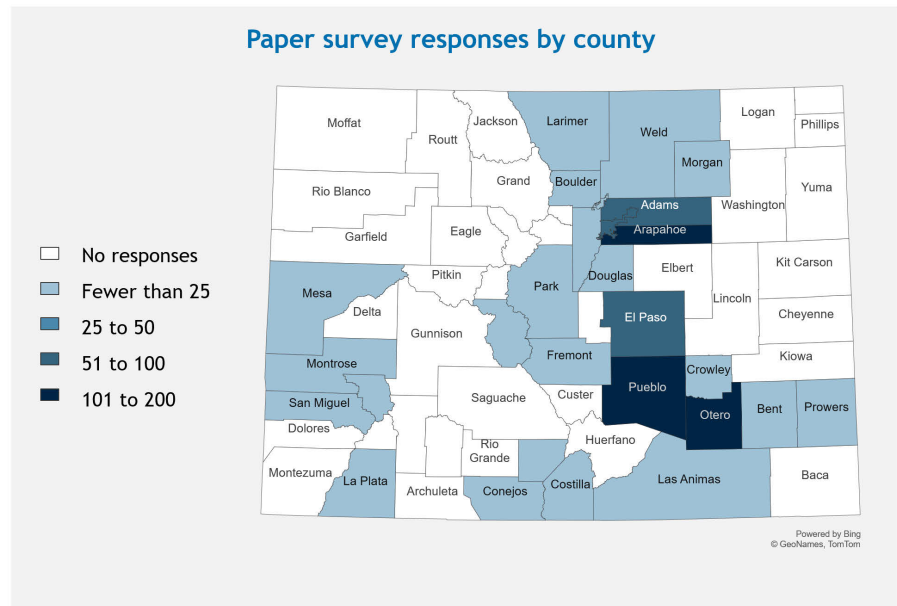 Paper survey responses by county
Moffat
Routt
Jackson
Larimer
Weld
Logan
Phillips
Morgan
Rio Blanco
Grand
Boulder
Yuma
Adams
Washington
Garfield
Eagle
Arapahoe
No responses
Fewer than 25
25 to 50
51 to 100
101 to 200
Mesa
Pitkin
Park
Douglas
Elbert
Kit Carson
Delta
Lincoln
Gunnison
El Paso
Cheyenne
Montrose
Fremont
Kiowa
Crowley
San Miguel
Saguache
Custer
Pueblo
Otero
Bent
Prowers
Dolores
Rio
Grande
Huerfano
Montezuma
La Plata
Archuleta
Conejos
Costilla
Las Animas
Baca
Powered by Bing
© GeoNames, TomTom